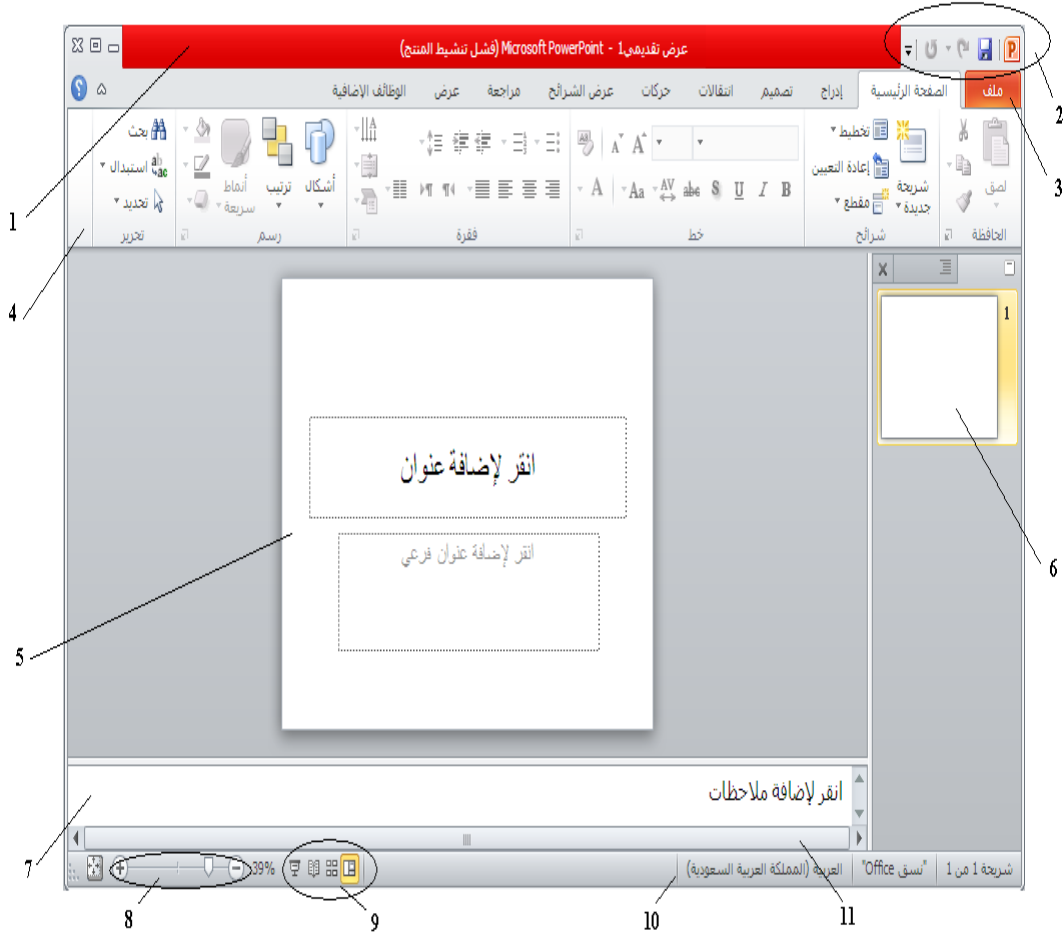 عرض تقديمي1 - Microsoft PowerPoint (فشل تنشيط المنتج)
2
ملف الصفحة الرئيسية إدراج تصميم انتقالات حركات عرض الشرائح مراجعة عرض الوظائف الإضافية
3
لصق
شريحة جديدة
تخطيط
إعادة التعيين
مقطع
أشكال
ترتيب
أنماط سريعة
بحث
استبدال
تحديد
1
الحافظة شرائح خط فقرة رسم تحرير
4
1
انقر لإضافة عنوان
انقر لإضافة عنوان فرعي
5
6
انقر لإضافة ملاحظات
7
شريحة 1 من 1 "نسق Office" العربية (المملكة العربية السعودية) 39%
8 9 10 11